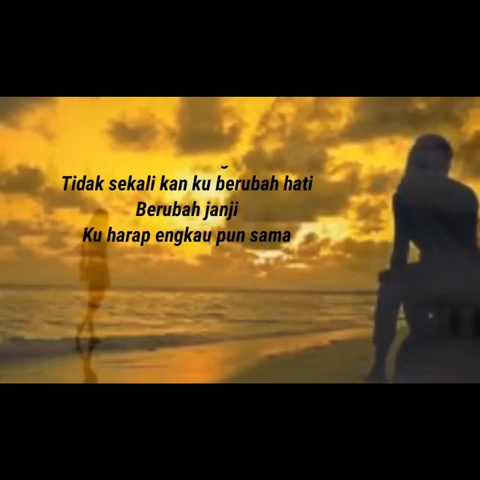 Tidak sekali kan ku berubah hati
Berubah janji
Ku harap engkau pun sama